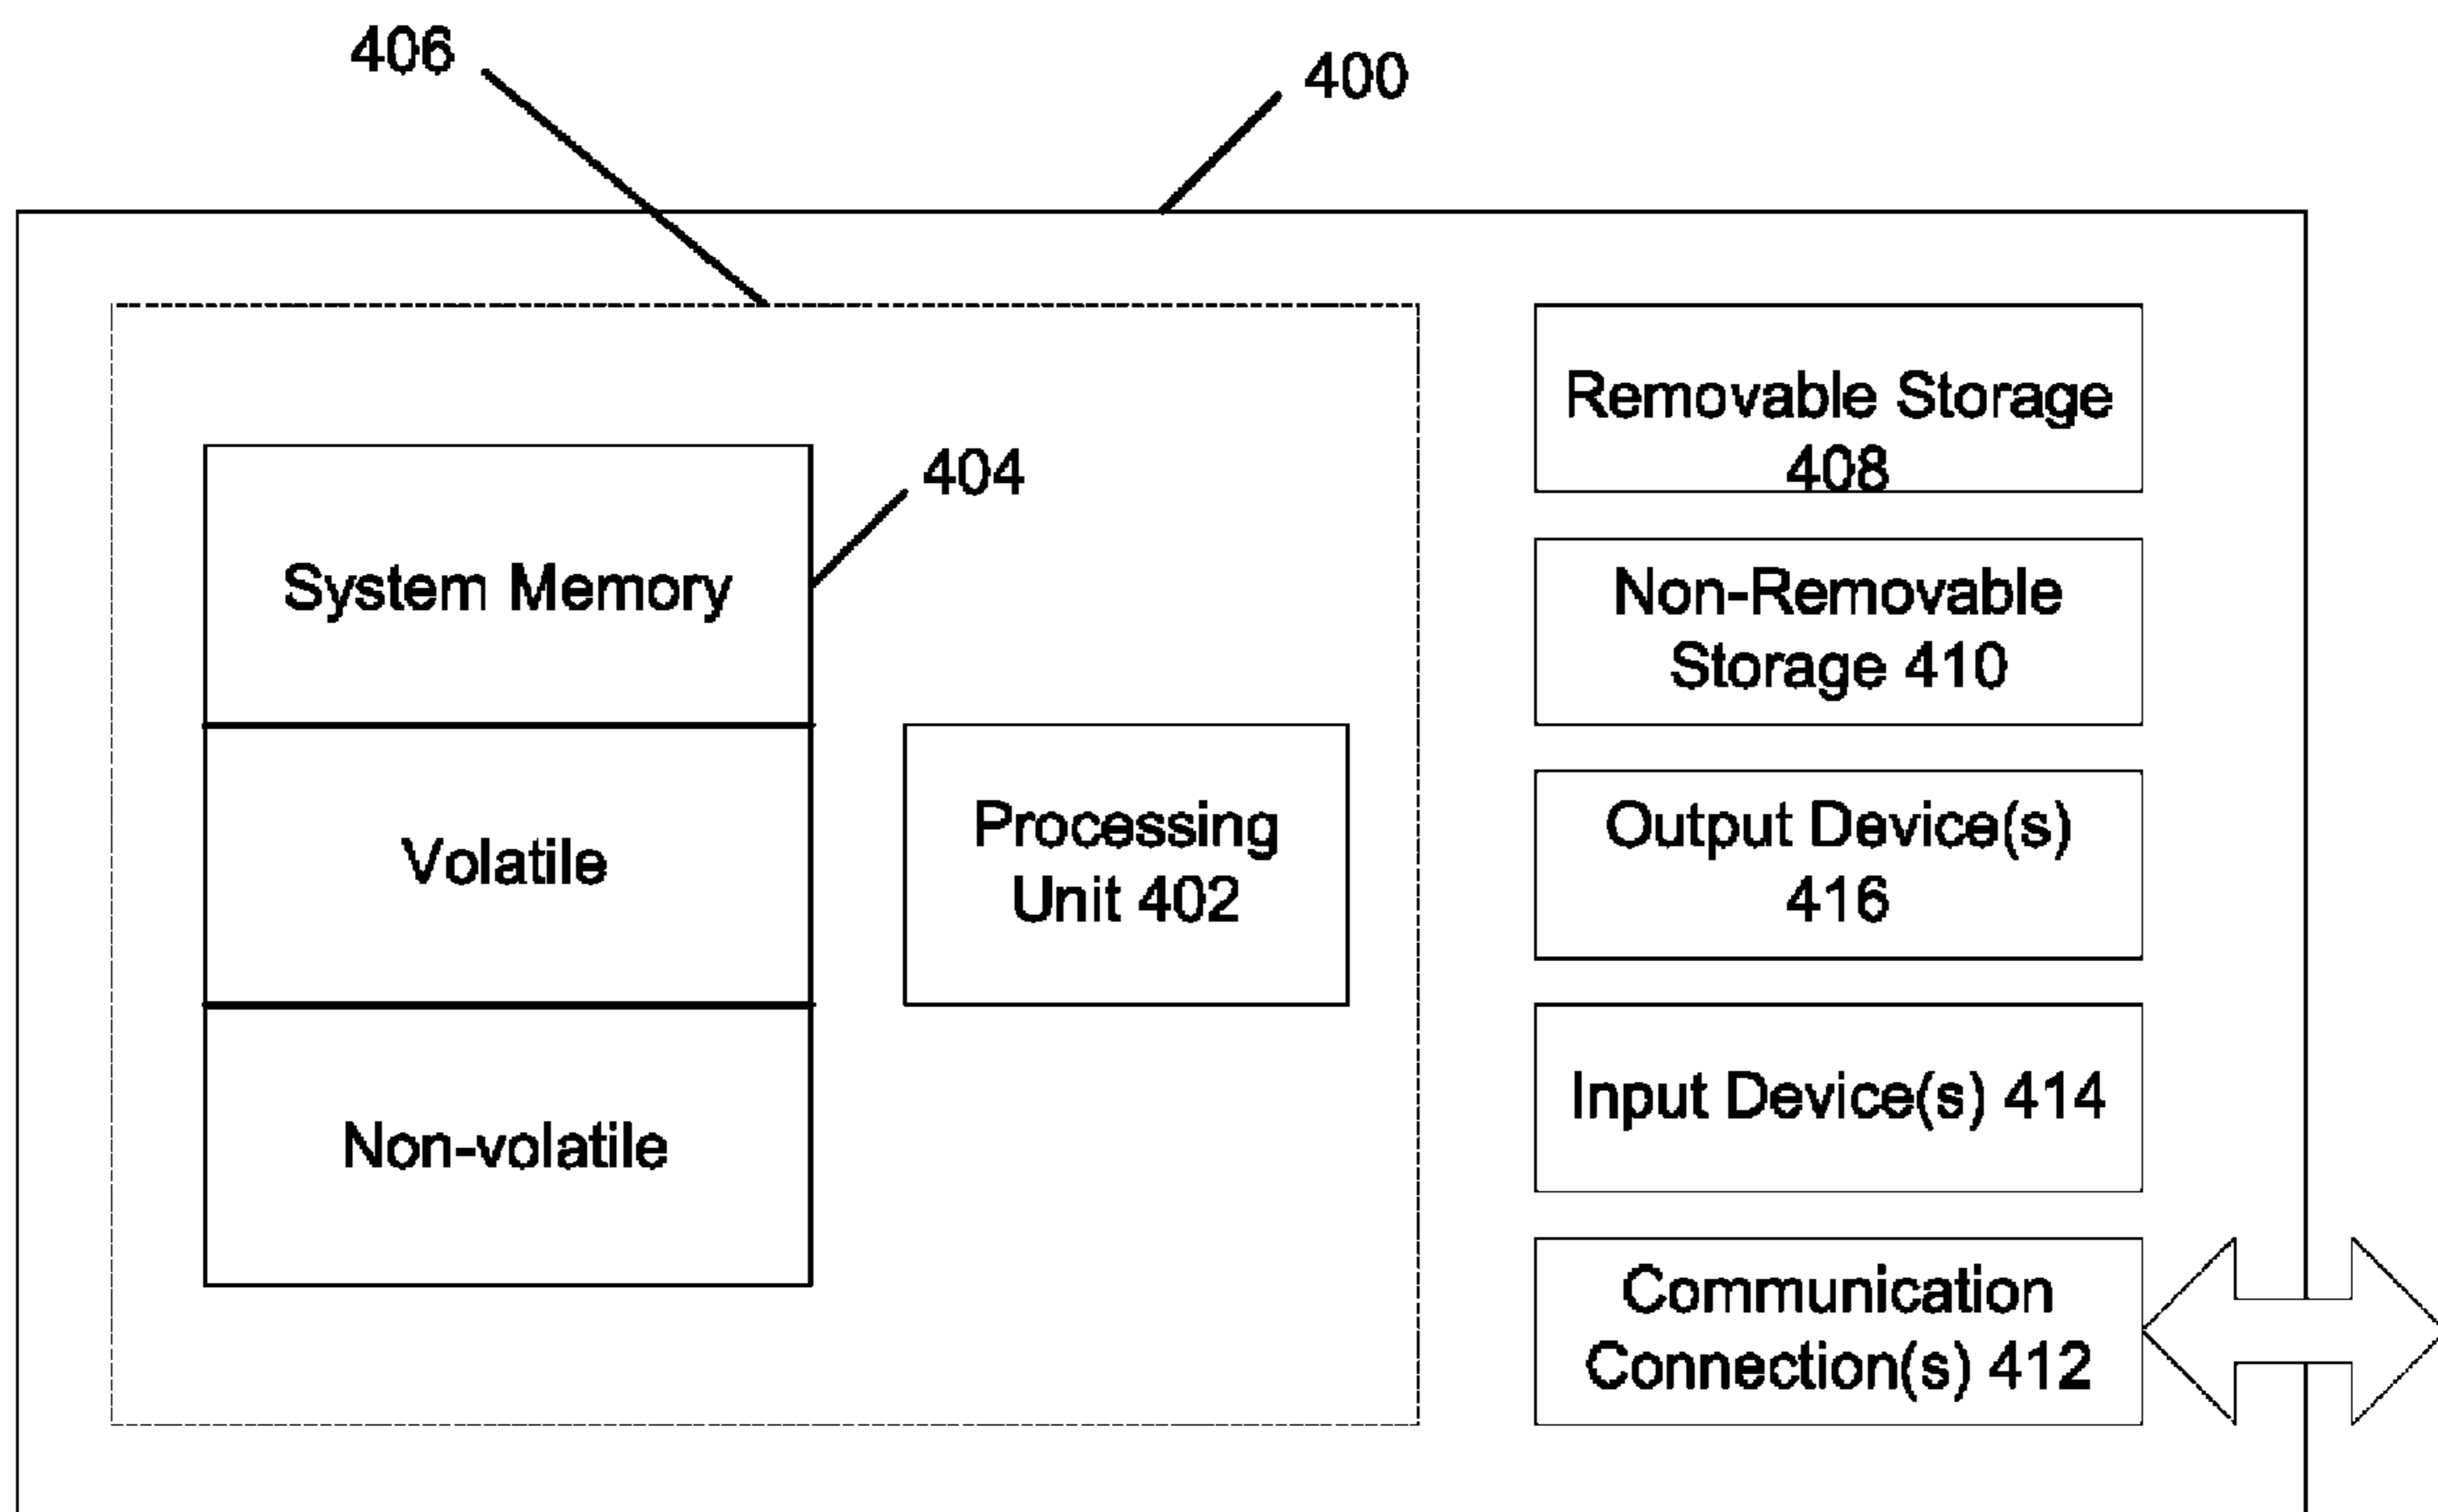 406
400
404
System Memory
Volatile
Non-volatile
Processing
Unit 402
Removable Storage
408
Non-Removable
Storage 410
Output Device(s)
416
Input Device(s) 414
Communication
Connection(s) 412